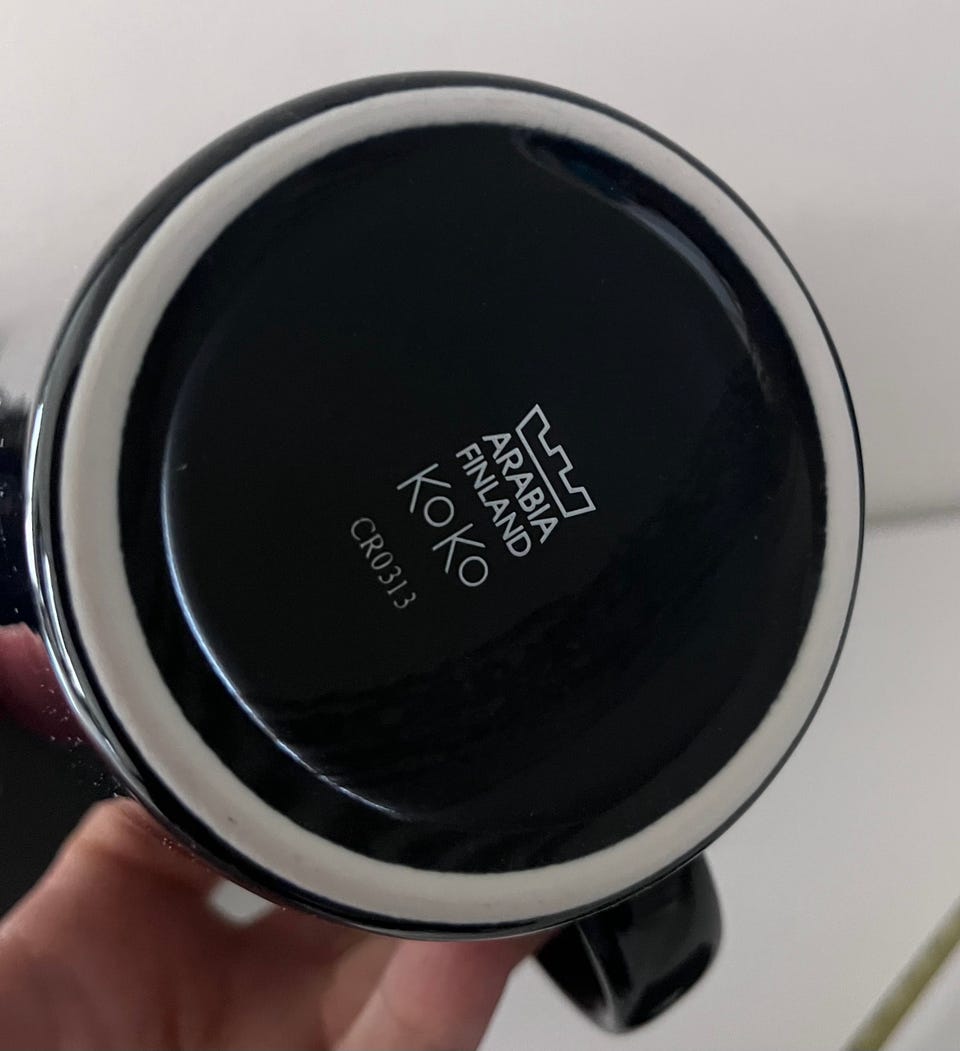 ARABIA
FINLAND
KoKo
CR0313